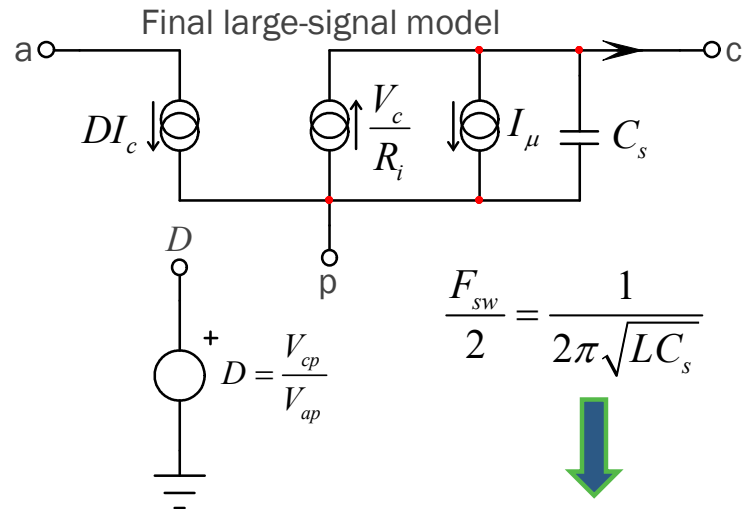 Final large-signal model
a
c
DI_c
V_c / R_i
I_μ
C_s
D
p
+
D = V_cp / V_ap
F_sw / 2 = 1 / 2π√(LC_s)